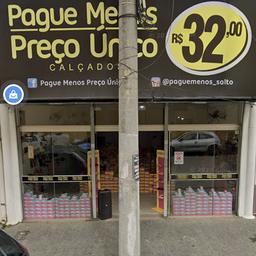 Pague Menos
Preço Único
CALÇADOS
R$ 32,00
Pague Menos Preço Único
@paguemenos_solto